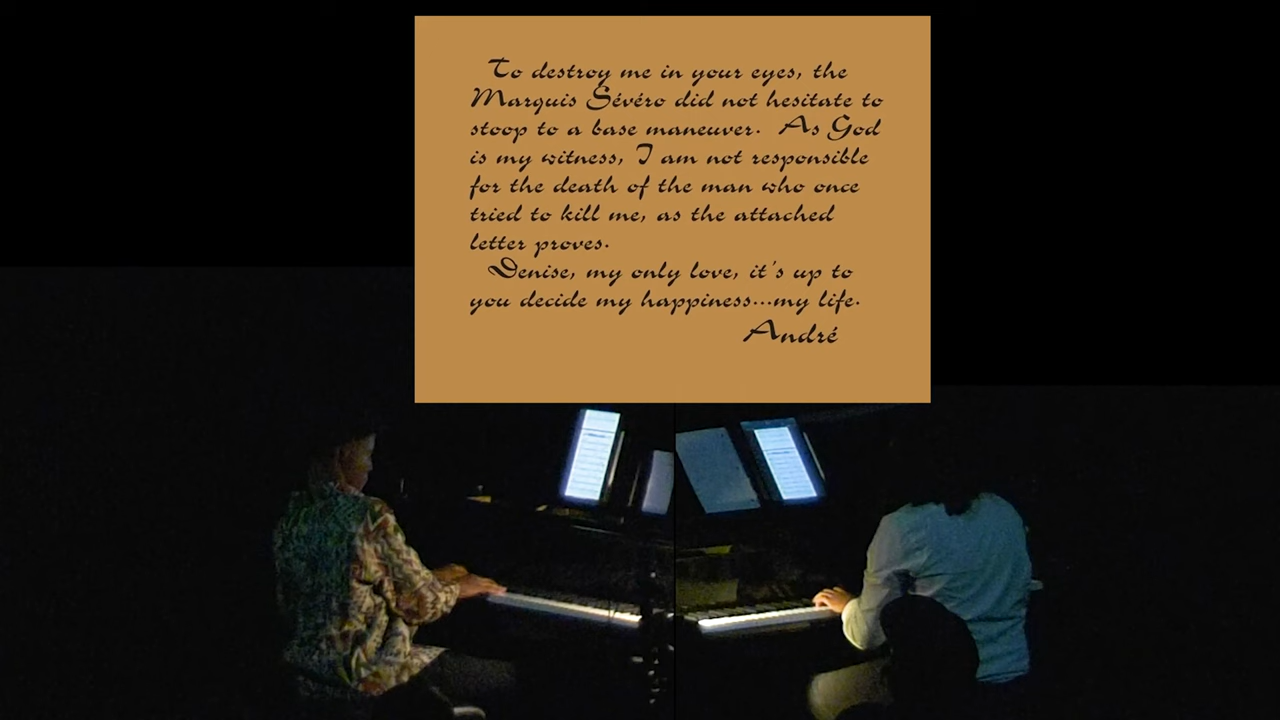 To destroy me in your eyes, the
Marquis Sévéro did not hesitate to
stoop to a base maneuver. As God
is my witness, I am not responsible
for the death of the man who once
tried to kill me, as the attached
letter proves.
Denise, my only love, it's up to
you decide my happiness...my life.
André